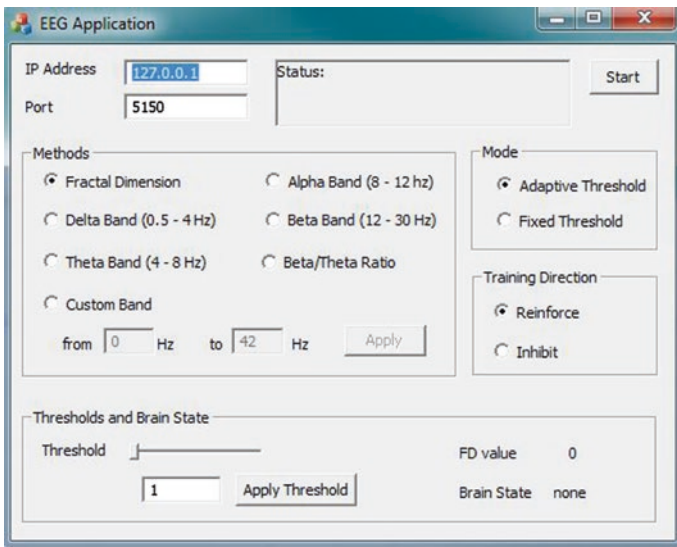 EEG Application
IP Address 127.0.0.1
Port 5150
Status:
Start
Methods
Fractal Dimension
Alpha Band (8 - 12 hz)
Delta Band (0.5 - 4 Hz)
Beta Band (12 - 30 Hz)
Theta Band (4 - 8 Hz)
Beta/Theta Ratio
Custom Band
from 0 Hz to 42 Hz Apply
Mode
Adaptive Threshold
Fixed Threshold
Training Direction
Reinforce
Inhibit
Thresholds and Brain State
Threshold
1 Apply Threshold
FD value 0
Brain State none